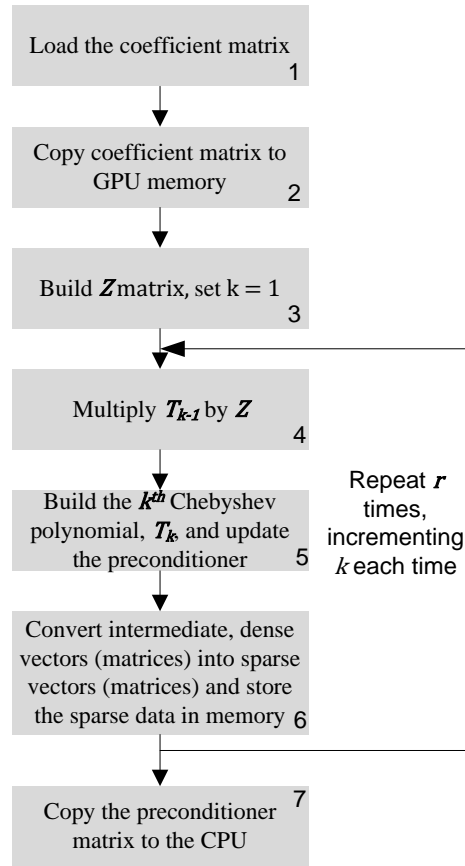 Load the coefficient matrix
1
Copy coefficient matrix to
GPU memory
2
Build Z matrix, set k = 1
3
Multiply Tk-1 by Z
4
Build the kth Chebyshev
polynomial, Tk, and update
the preconditioner
5
Convert intermediate, dense
vectors (matrices) into sparse
vectors (matrices) and store
the sparse data in memory
6
Repeat r
times,
incrementing
k each time
Copy the preconditioner
matrix to the CPU
7